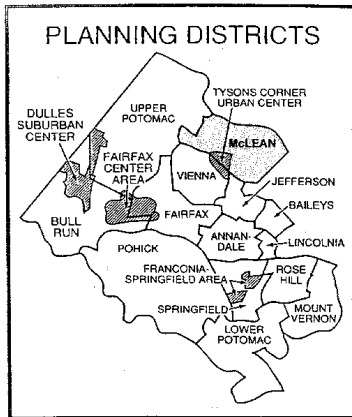 PLANNING DISTRICTS
TYSONS CORNER
URBAN CENTER
DULLES
SUBURBAN
CENTER
UPPER
POTOMAC
McLEAN
FAIRFAX
CENTER
AREA
VIENNA
JEFFERSON
BAILEYS
BULL
RUN
FAIRFAX
ANNAN-
DALE
LINCOLNIA
POHICK
FRANCONIA-
SPRINGFIELD AREA
ROSE
HILL
SPRINGFIELD
MOUNT
VERNON
LOWER
POTOMAC